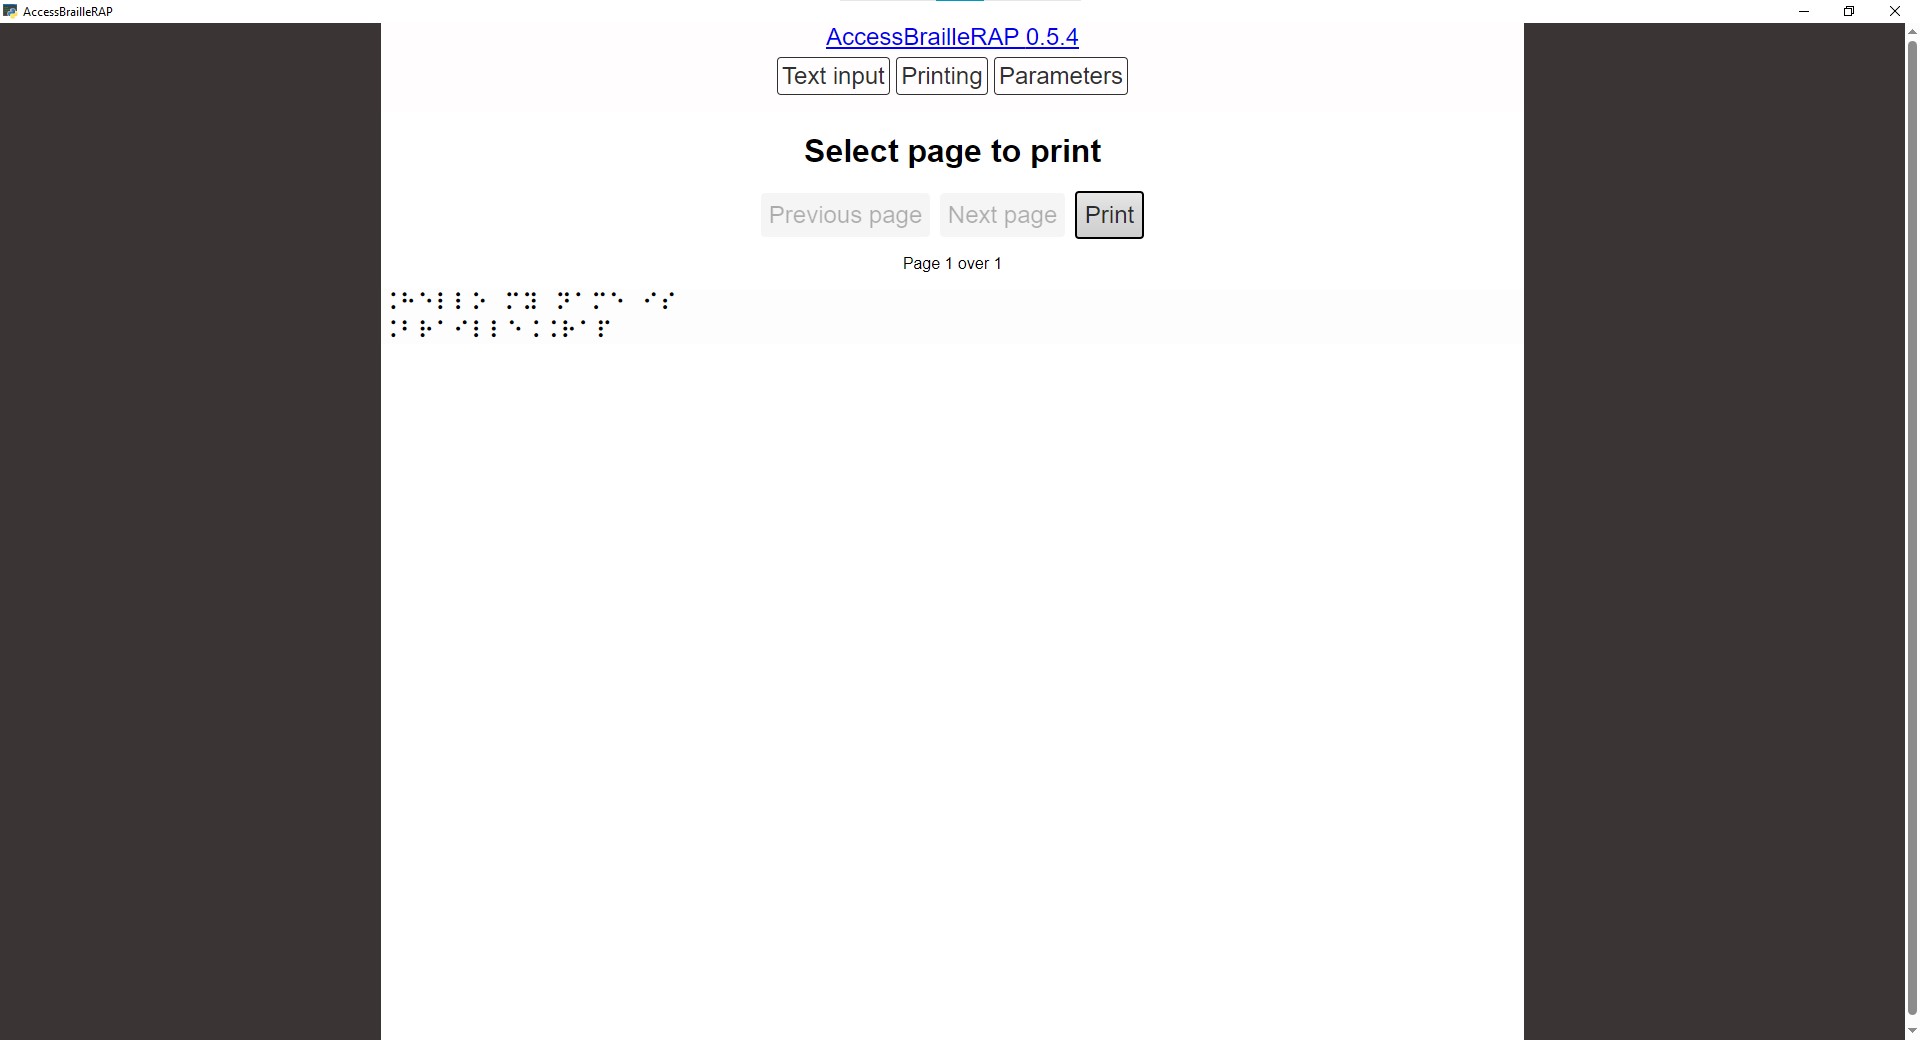 AccessBrailleRAP
AccessBrailleRAP 0.5.4
Text input Printing Parameters
Select page to print
Previous page Next page Print
Page 1 over 1
⠨⠓⠑⠇⠇⠕ ⠍⠽ ⠝⠁⠍⠑ ⠊⠎
⠨⠃⠗⠁⠊⠇⠇⠑⠨⠨⠗⠁⠏